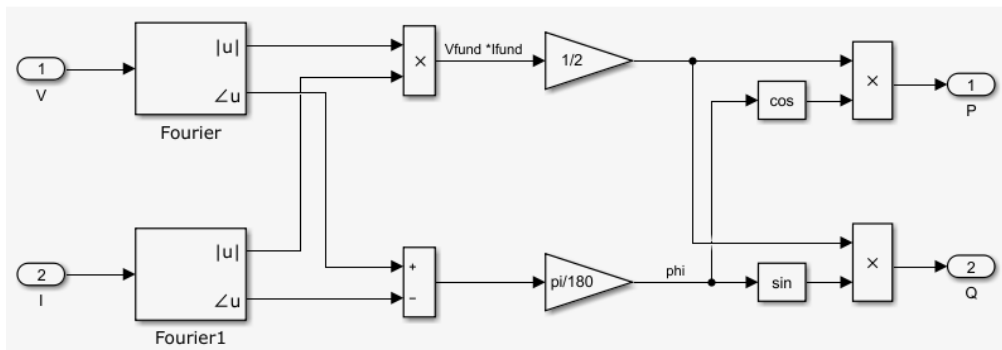 |u|
∠u
1
V
Fourier
×
Vfund *Ifund
1/2
cos
×
1
P
|u|
∠u
2
I
Fourier1
+
−
pi/180
phi
sin
×
2
Q